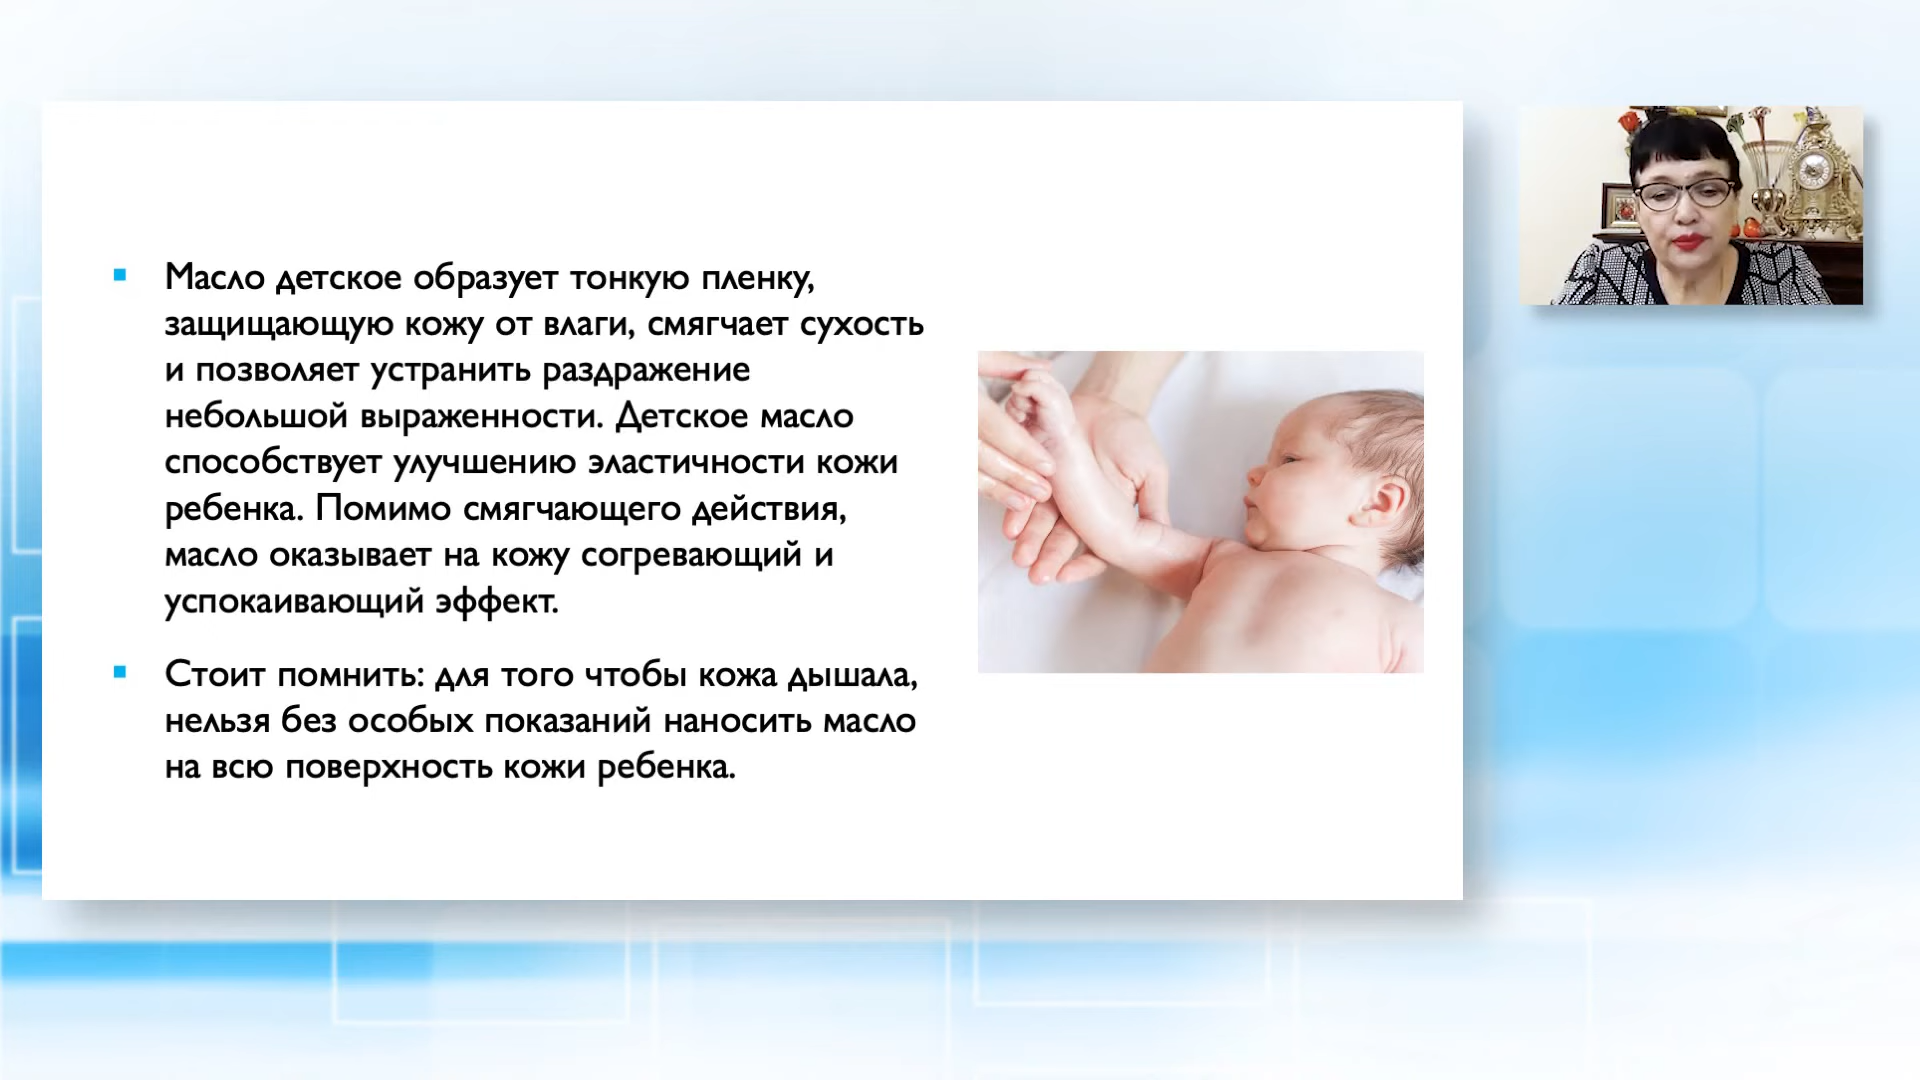 Масло детское образует тонкую пленку,
защищающую кожу от влаги, смягчает сухость
и позволяет устранить раздражение
небольшой выраженности. Детское масло
способствует улучшению эластичности кожи
ребенка. Помимо смягчающего действия,
масло оказывает на кожу согревающий и
успокаивающий эффект.
Стоит помнить: для того чтобы кожа дышала,
нельзя без особых показаний наносить масло
на всю поверхность кожи ребенка.